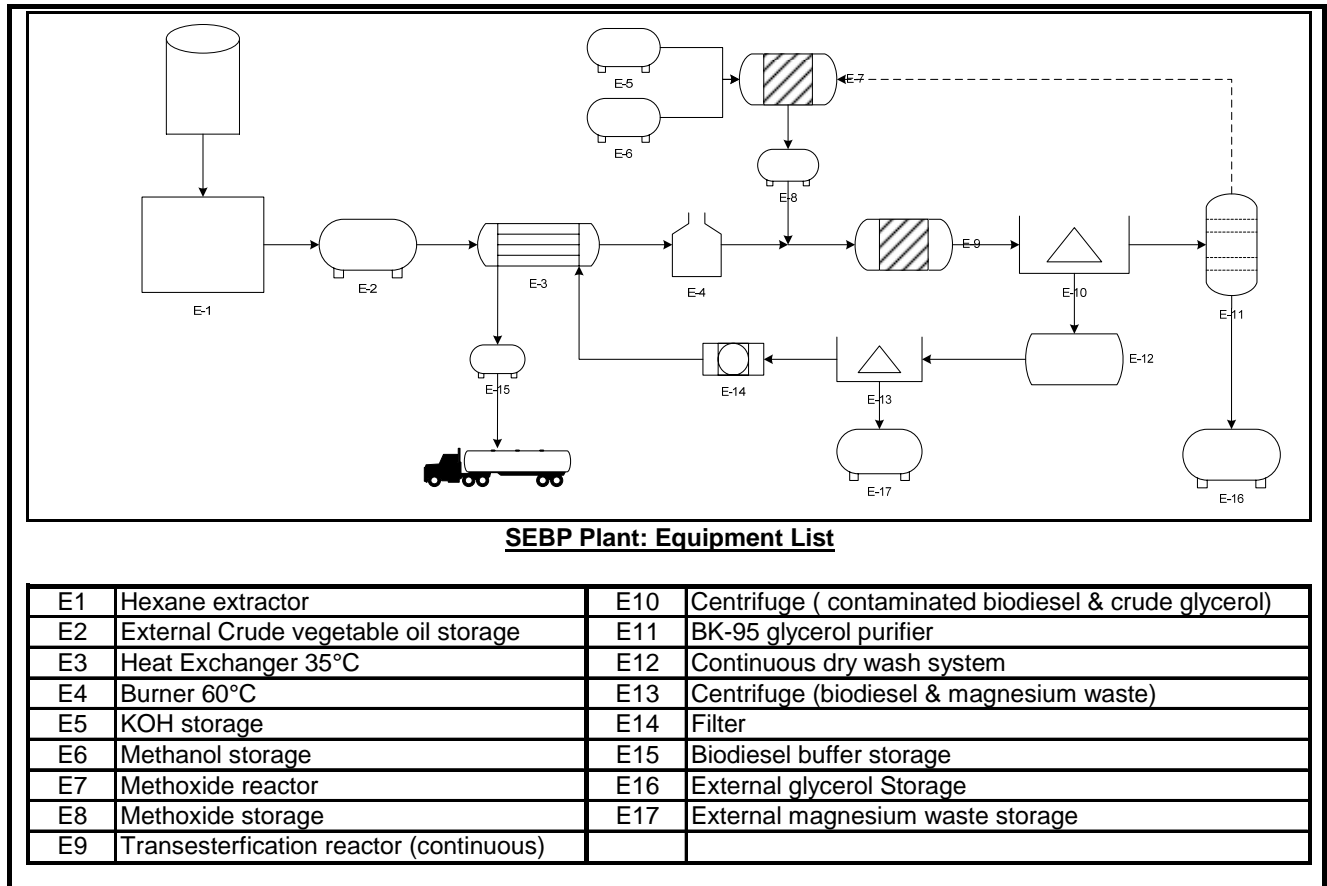 E-5
E-7
E-6
E-8
E-9
E-2
E-3
E-4
E-10
E-1
E-11
E-12
E-15
E-14
E-13
E-17
E-16
SEBP Plant: Equipment List
E1 Hexane extractor E10 Centrifuge ( contaminated biodiesel & crude glycerol)
E2 External Crude vegetable oil storage E11 BK-95 glycerol purifier
E3 Heat Exchanger 35°C E12 Continuous dry wash system
E4 Burner 60°C E13 Centrifuge (biodiesel & magnesium waste)
E5 KOH storage E14 Filter
E6 Methanol storage E15 Biodiesel buffer storage
E7 Methoxide reactor E16 External glycerol Storage
E8 Methoxide storage E17 External magnesium waste storage
E9 Transesterfication reactor (continuous)